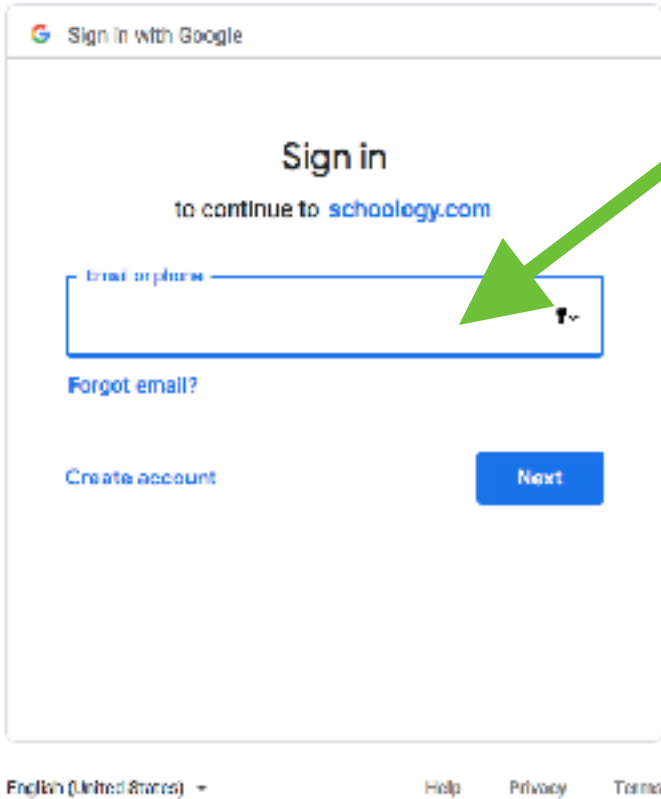 Sign in with Google
Sign in
to continue to schoology.com
Email or phone
Forgot email?
Create account
Next
English (United States)
Help Privacy Terms